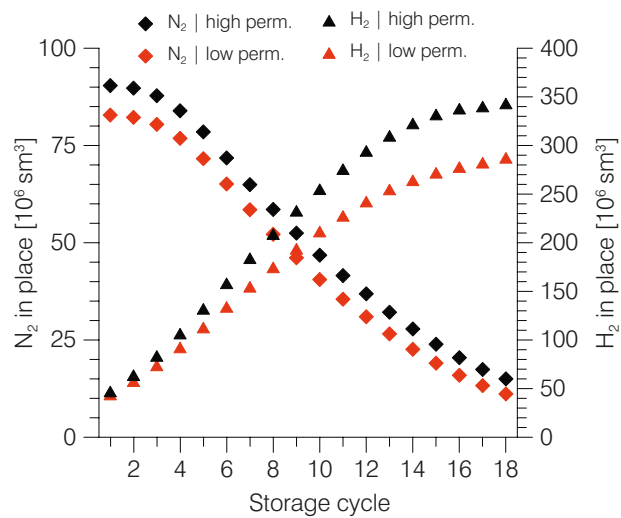 N₂ | high perm. H₂ | high perm.
N₂ | low perm. H₂ | low perm.
100 400
350
75 300
250
50 200
150
25 100
50
0 0
N₂ in place [10⁶ sm³]
H₂ in place [10⁶ sm³]
2 4 6 8 10 12 14 16 18
Storage cycle